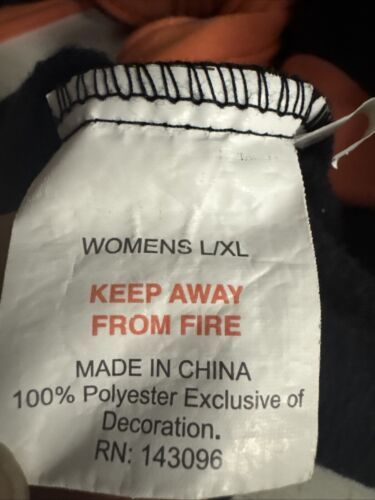 WOMENS L/XL
KEEP AWAY
FROM FIRE
MADE IN CHINA
100% Polyester Exclusive of
Decoration.
RN: 143096